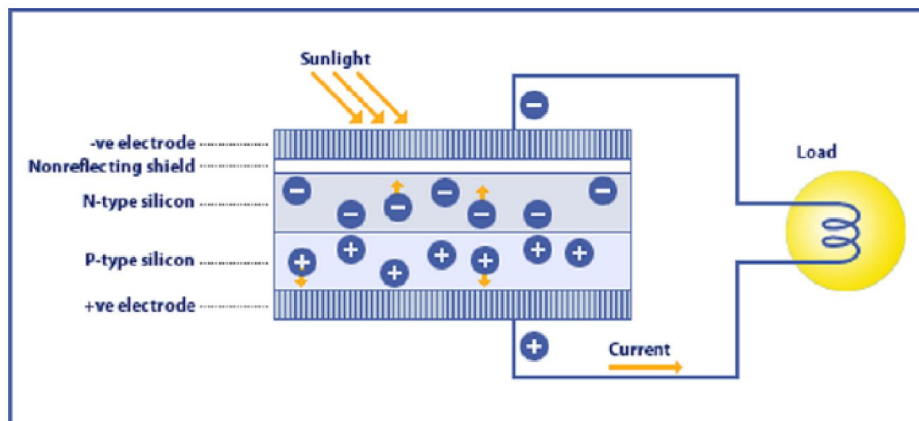 Sunlight
-ve electrode
Nonreflecting shield
N-type silicon
P-type silicon
+ve electrode
Load
Current